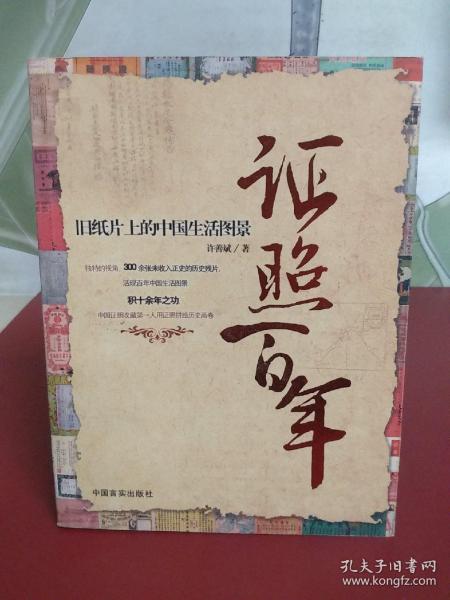 证照百年
旧纸片上的中国生活图景
许善斌／著
独特的视角，300余张未收入正史的历史残片，
活现百年中国生活图景
积十余年之功
中国证照收藏第一人用证照拼绘历史画卷
中国言实出版社
孔夫子旧书网
www.kongfz.com